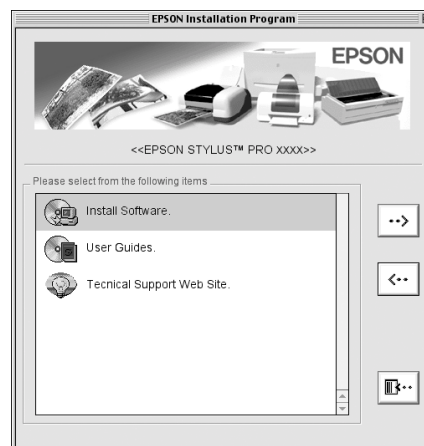 EPSON Installation Program
EPSON
<<EPSON STYLUS™ PRO XXXX>>
Please select from the following items
Install Software.
User Guides.
Tecnical Support Web Site.